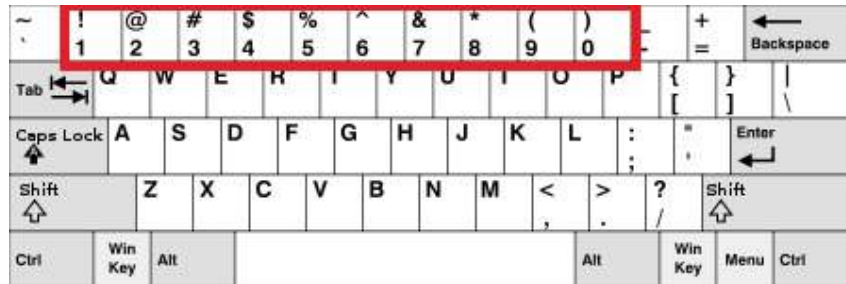 ~ ! @ # $ % ^ & * ( ) _ +
` 1 2 3 4 5 6 7 8 9 0 - = Backspace
Tab Q W E R T Y U I O P { } |
[ ] \
Caps Lock A S D F G H J K L : " Enter
; '
Shift Z X C V B N M < > ? Shift
, . /
Ctrl Win Key Alt Alt Win Key Menu Ctrl